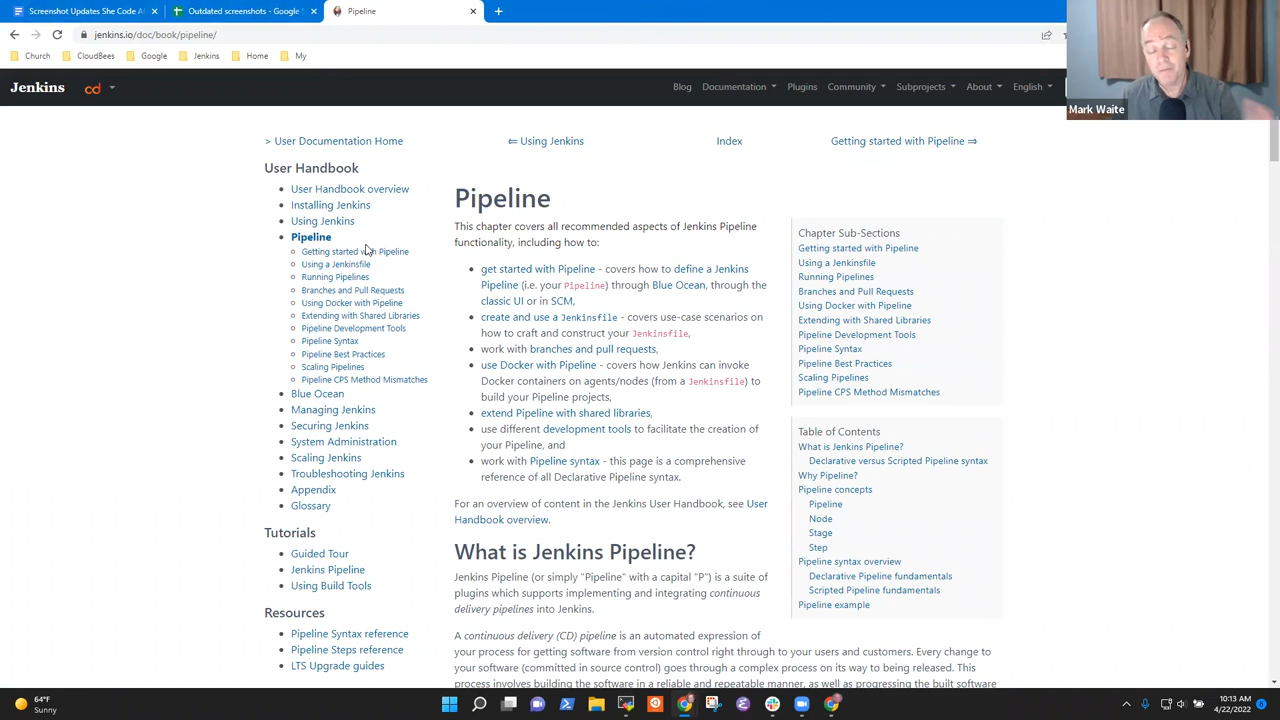 Screenshot Updates She Code A
Outdated screenshots - Google S
Pipeline
jenkins.io/doc/book/pipeline/
Church
CloudBees
Google
Jenkins
Home
My
Mark Waite
Jenkins
cd
Blog
Documentation
Plugins
Community
Subprojects
About
English
> User Documentation Home
⇐ Using Jenkins
Index
Getting started with Pipeline ⇒
User Handbook
User Handbook overview
Installing Jenkins
Using Jenkins
Pipeline
Getting started with Pipeline
Using a Jenkinsfile
Running Pipelines
Branches and Pull Requests
Using Docker with Pipeline
Extending with Shared Libraries
Pipeline Development Tools
Pipeline Syntax
Pipeline Best Practices
Scaling Pipelines
Pipeline CPS Method Mismatches
Blue Ocean
Managing Jenkins
Securing Jenkins
System Administration
Scaling Jenkins
Troubleshooting Jenkins
Appendix
Glossary
Tutorials
Guided Tour
Jenkins Pipeline
Using Build Tools
Resources
Pipeline Syntax reference
Pipeline Steps reference
LTS Upgrade guides
Pipeline
This chapter covers all recommended aspects of Jenkins Pipeline
functionality, including how to:
get started with Pipeline - covers how to define a Jenkins
Pipeline (i.e. your Pipeline) through Blue Ocean, through the
classic UI or in SCM,
create and use a Jenkinsfile - covers use-case scenarios on
how to craft and construct your Jenkinsfile,
work with branches and pull requests,
use Docker with Pipeline - covers how Jenkins can invoke
Docker containers on agents/nodes (from a Jenkinsfile) to
build your Pipeline projects,
extend Pipeline with shared libraries,
use different development tools to facilitate the creation of
your Pipeline, and
work with Pipeline syntax - this page is a comprehensive
reference of all Declarative Pipeline syntax.
For an overview of content in the Jenkins User Handbook, see User
Handbook overview.
What is Jenkins Pipeline?
Jenkins Pipeline (or simply "Pipeline" with a capital "P") is a suite of
plugins which supports implementing and integrating continuous
delivery pipelines into Jenkins.
A continuous delivery (CD) pipeline is an automated expression of
your process for getting software from version control right through to your users and customers. Every change to
your software (committed in source control) goes through a complex process on its way to being released. This
process involves building the software in a reliable and repeatable manner, as well as progressing the built software
Chapter Sub-Sections
Getting started with Pipeline
Using a Jenkinsfile
Running Pipelines
Branches and Pull Requests
Using Docker with Pipeline
Extending with Shared Libraries
Pipeline Development Tools
Pipeline Syntax
Pipeline Best Practices
Scaling Pipelines
Pipeline CPS Method Mismatches
Table of Contents
What is Jenkins Pipeline?
Declarative versus Scripted Pipeline syntax
Why Pipeline?
Pipeline concepts
Pipeline
Node
Stage
Step
Pipeline syntax overview
Declarative Pipeline fundamentals
Scripted Pipeline fundamentals
Pipeline example
64°F
Sunny
10:13 AM
4/22/2022